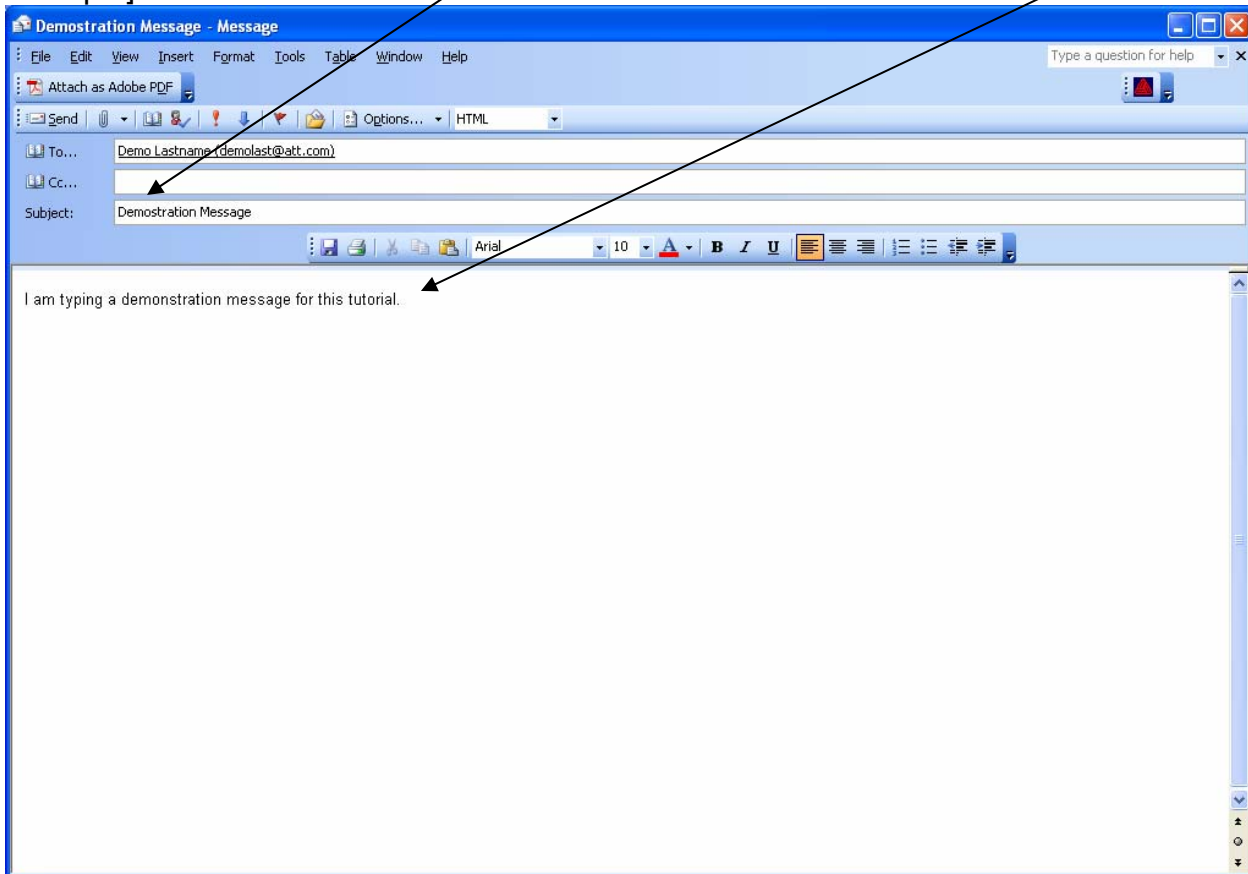 Demostration Message - Message
File Edit View Insert Format Tools Table Window Help Type a question for help
Attach as Adobe PDF
Send Options... HTML
To... Demo Lastname (demolast@att.com)
Cc...
Subject: Demostration Message
Arial 10 A B I U
I am typing a demonstration message for this tutorial.